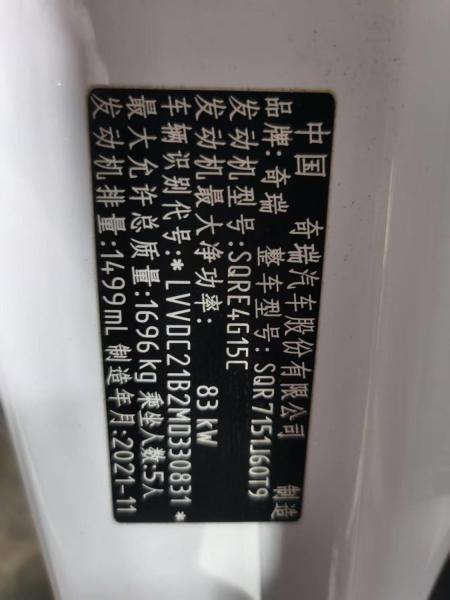 中国 奇瑞汽车股份有限公司 制造
品牌:奇瑞 整车型号:SQR7151J60T9
发动机型号:SQRE4G15C
发动机最大净功率: 83kW
车辆识别代号:*LVVDC21B2MD330831*
最大允许总质量:1696kg 乘坐人数:5人
发动机排量:1499mL 制造年月:2021-11